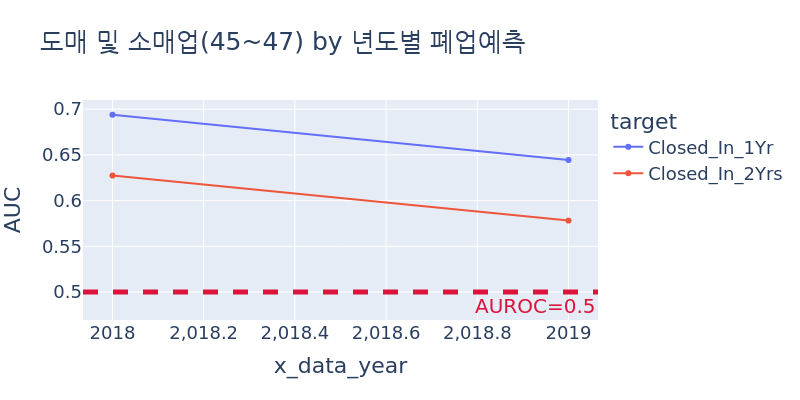 도매 및 소매업(45~47) by 년도별 폐업예측
0.7
0.65
0.6
0.55
0.5
AUC
AUROC=0.5
2018
2,018.2
2,018.4
2,018.6
2,018.8
2019
x_data_year
target
Closed_In_1Yr
Closed_In_2Yrs